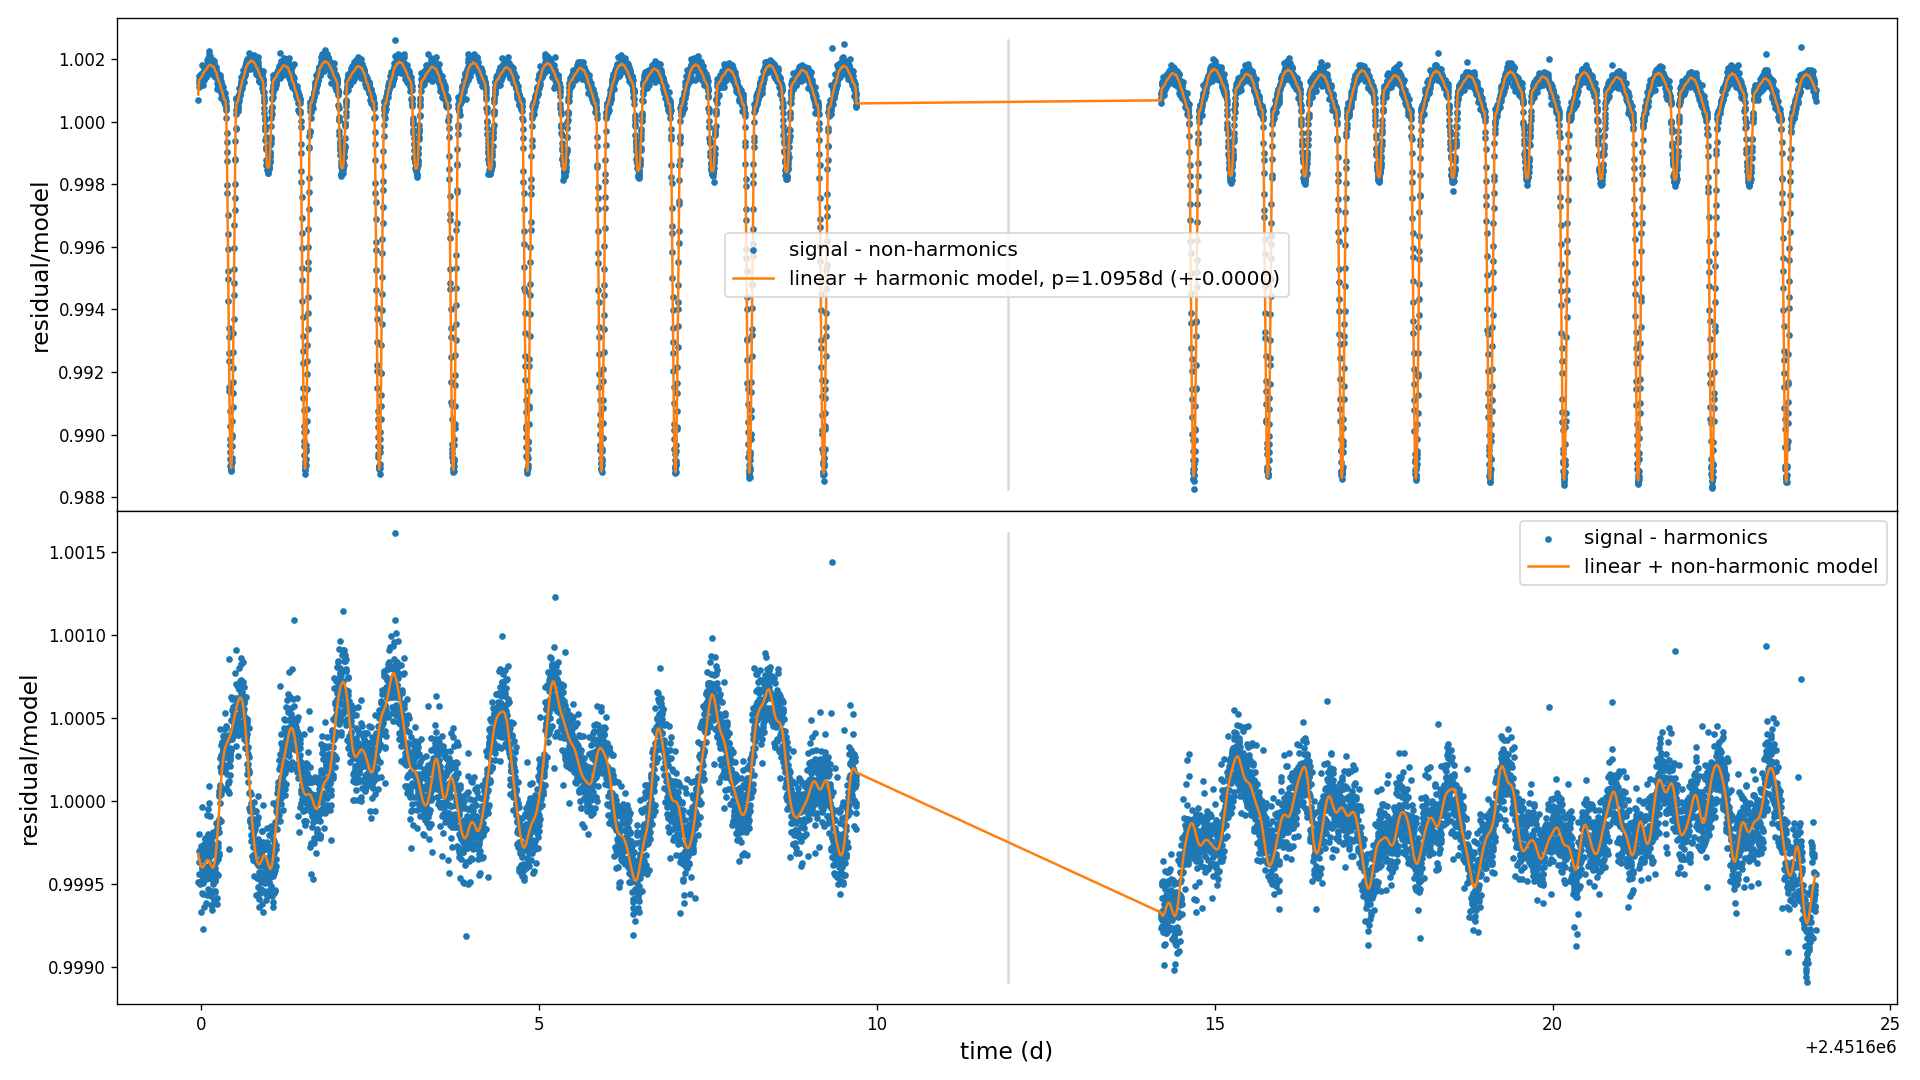 residual/model
1.002
1.000
0.998
0.996
0.994
0.992
0.990
0.988
signal - non-harmonics
linear + harmonic model, p=1.0958d (+-0.0000)
residual/model
1.0015
1.0010
1.0005
1.0000
0.9995
0.9990
signal - harmonics
linear + non-harmonic model
0 5 10 15 20 25
time (d)
+2.4516e6